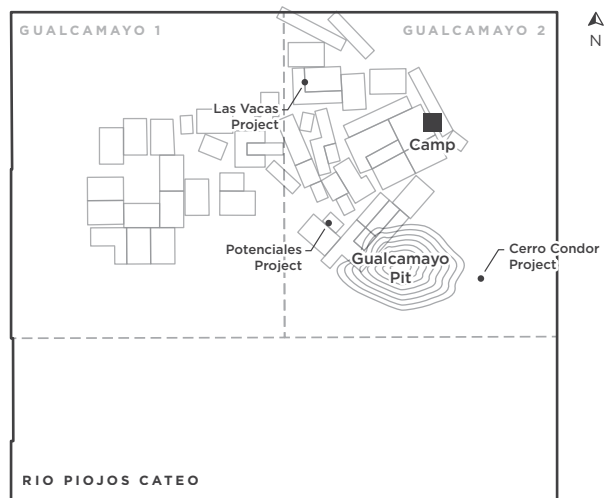 GUALCAMAYO 1
GUALCAMAYO 2
N
Las Vacas
Project
Camp
Potenciales
Project
Gualcamayo
Pit
Cerro Condor
Project
RIO PIOJOS CATEO